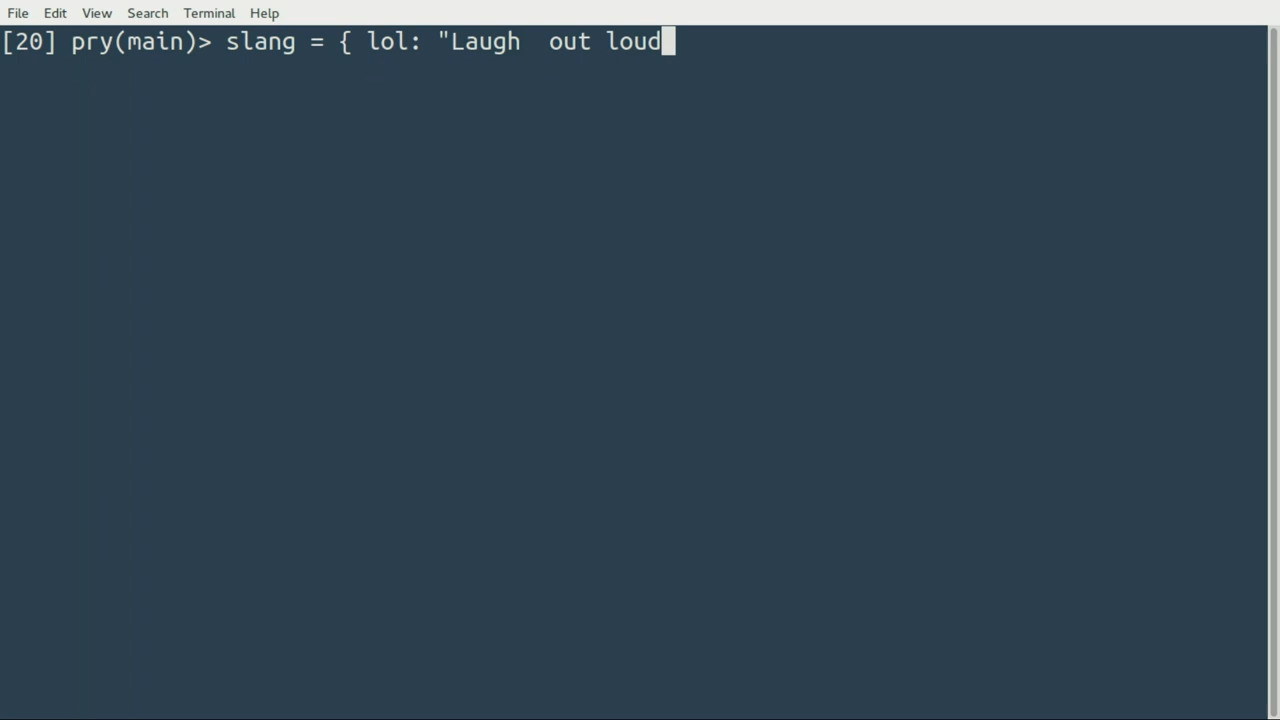 File Edit View Search Terminal Help
[20] pry(main)> slang = { lol: "Laugh  out loud